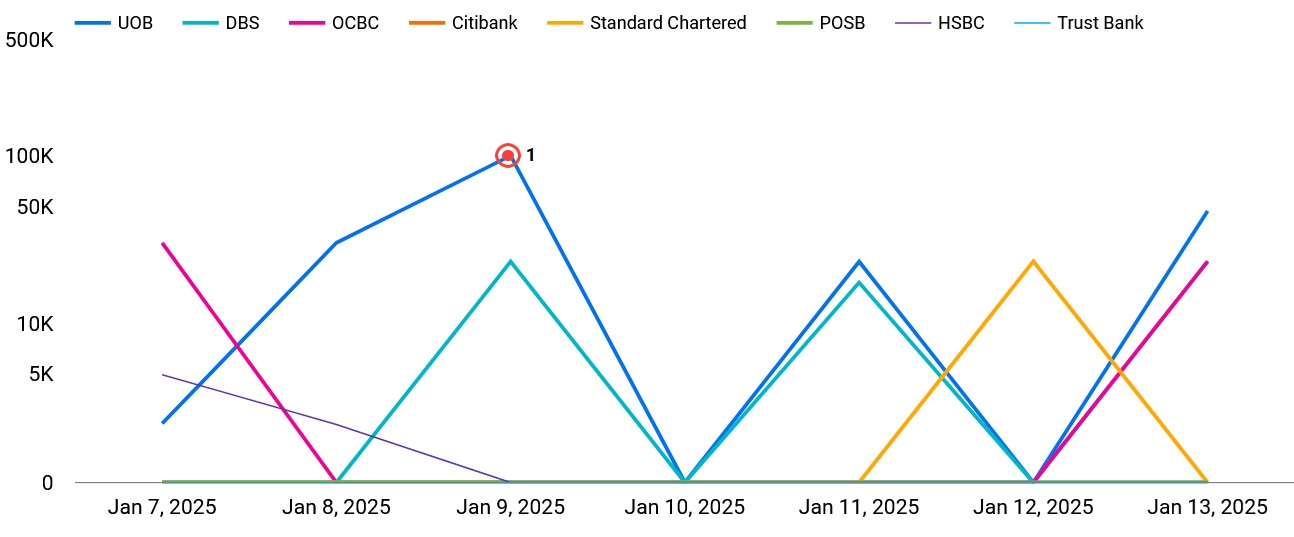 UOB DBS OCBC Citibank Standard Chartered POSB HSBC Trust Bank
500K
100K
1
50K
10K
5K
0
Jan 7, 2025 Jan 8, 2025 Jan 9, 2025 Jan 10, 2025 Jan 11, 2025 Jan 12, 2025 Jan 13, 2025